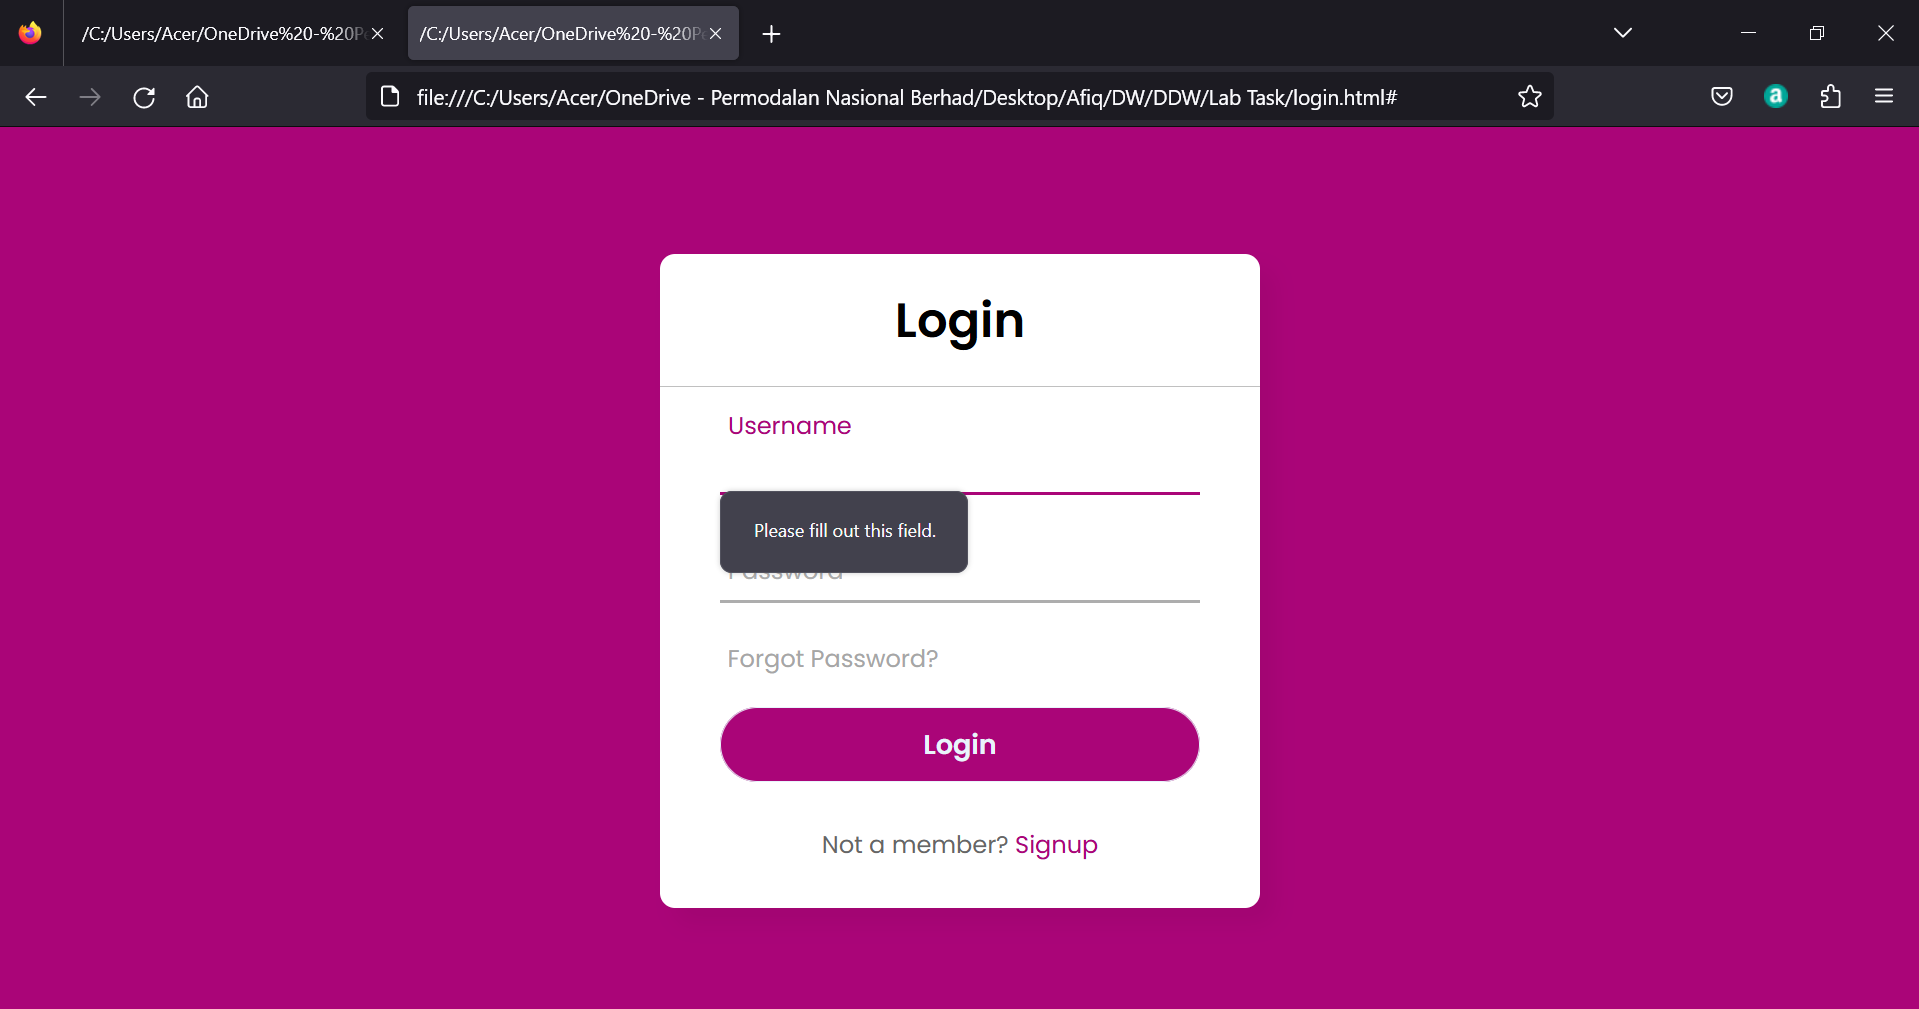 /C:/Users/Acer/OneDrive%20-%20P
/C:/Users/Acer/OneDrive%20-%20P
file:///C:/Users/Acer/OneDrive - Permodalan Nasional Berhad/Desktop/Afiq/DW/DDW/Lab Task/login.html#
a
Login
Username
Please fill out this field.
Password
Forgot Password?
Login
Not a member? Signup